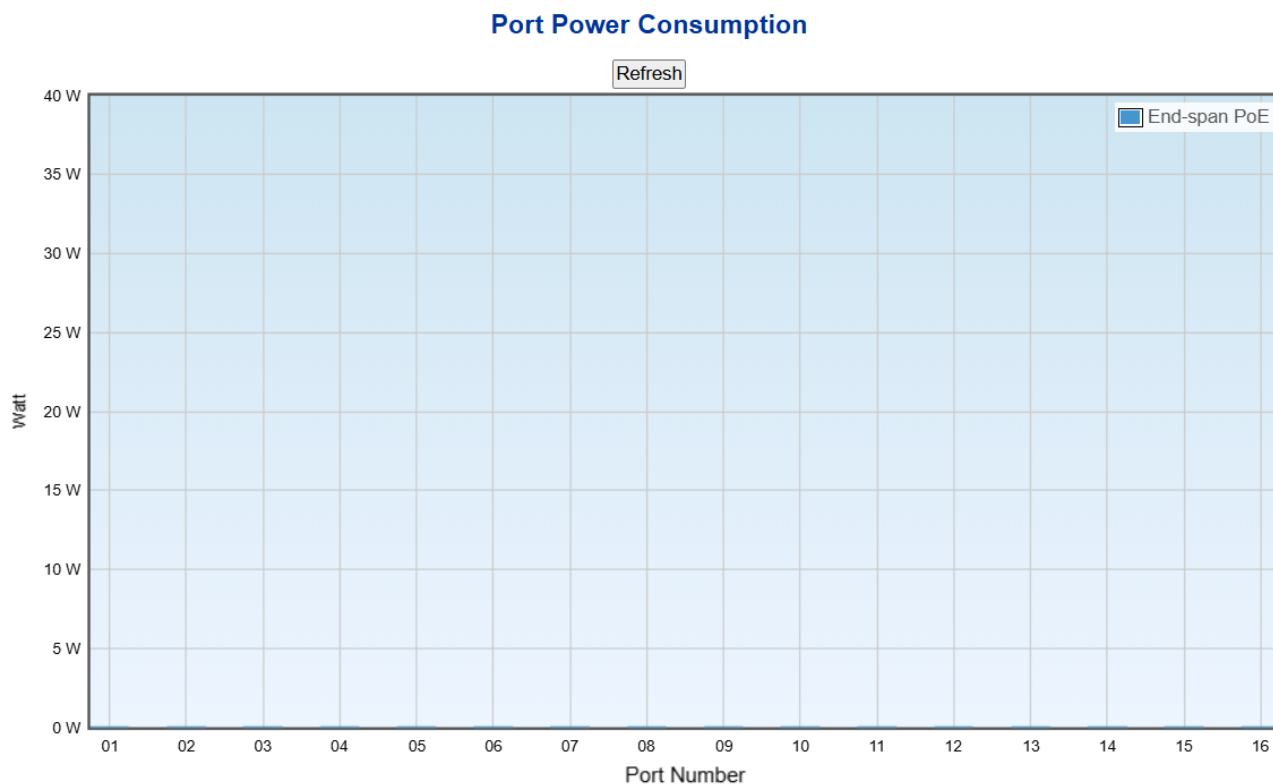 Port Power Consumption
Refresh
End-span PoE
40 W
35 W
30 W
25 W
20 W
15 W
10 W
5 W
0 W
Watt
01 02 03 04 05 06 07 08 09 10 11 12 13 14 15 16
Port Number